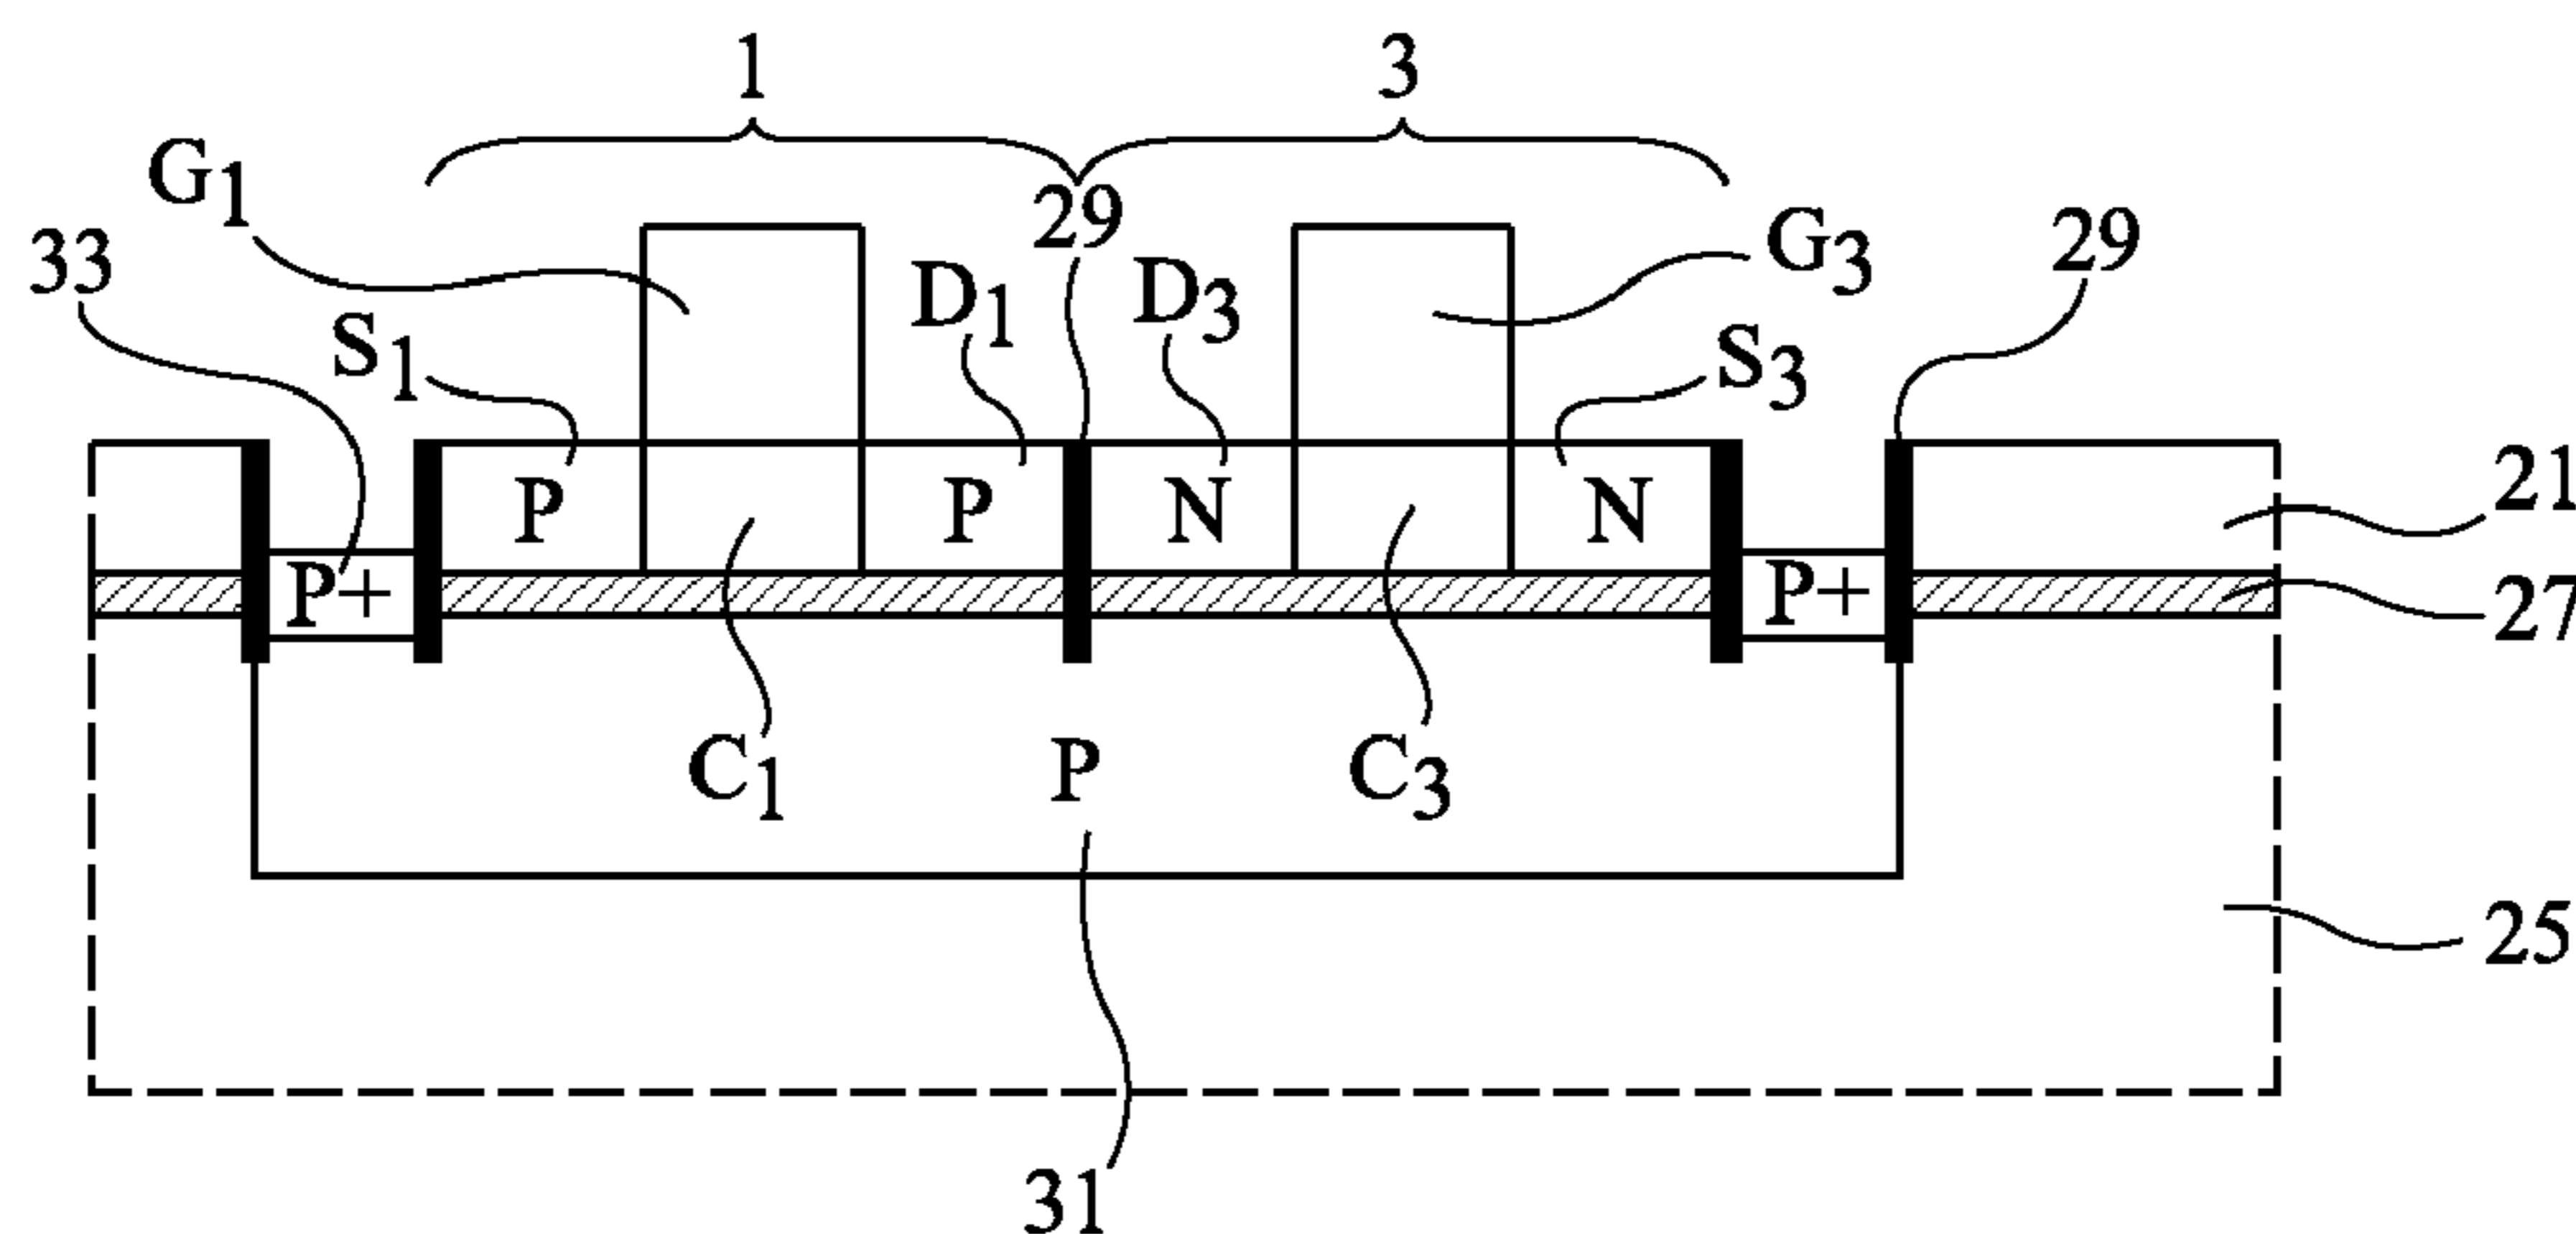 1 3
G1 29 G3 29
33 S1 D1 D3 S3
P P N N 21
P+ P+ 27
C1 P C3
25
31